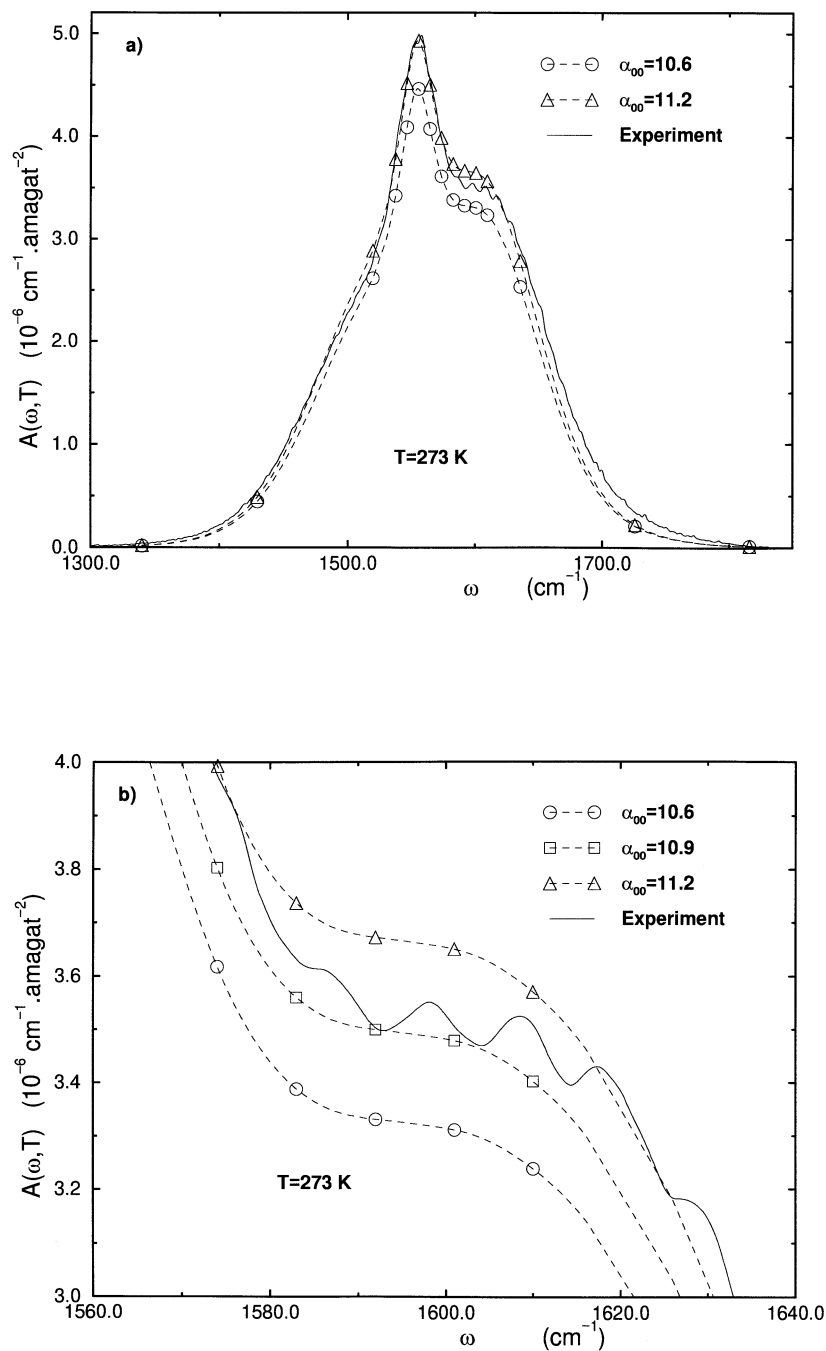 a)
5.0
4.0
3.0
2.0
1.0
0.0
A(ω,T) (10⁻⁶ cm⁻¹.amagat⁻²)
α₀₀=10.6
α₀₀=11.2
Experiment
T=273 K
1300.0 1500.0 1700.0
ω (cm⁻¹)
b)
4.0
3.8
3.6
3.4
3.2
3.0
A(ω,T) (10⁻⁶ cm⁻¹.amagat⁻²)
α₀₀=10.6
α₀₀=10.9
α₀₀=11.2
Experiment
T=273 K
1560.0 1580.0 1600.0 1620.0 1640.0
ω (cm⁻¹)